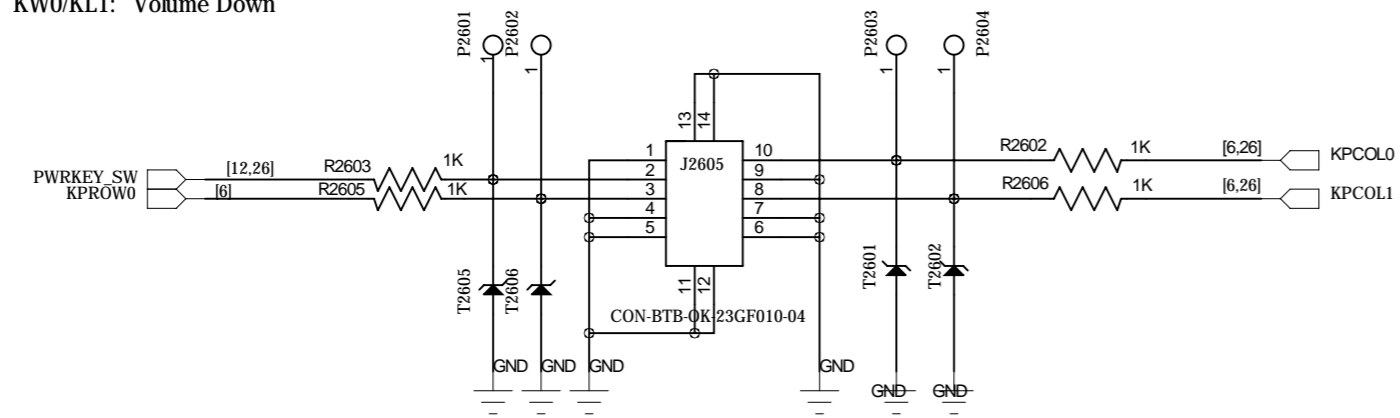 KW0/KL1: Volume Down
P2601
P2602
P2603
P2604
1
1
1
1
13
14
PWRKEY_SW
[12,26]
R2603
1K
1
2
3
4
5
J2605
10
9
8
7
6
R2602
1K
[6,26]
KPCOL0
KPROW0
[6]
R2605
1K
R2606
1K
[6,26]
KPCOL1
T2605
T2606
11
12
T2601
T2602
CON-BTB-OK-23GF010-04
GND
GND
GND
GND
GND
GND